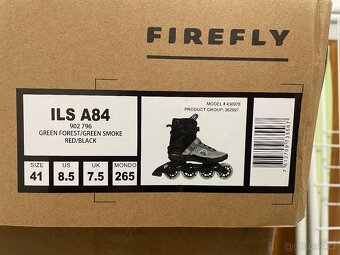 FIREFLY
ILS A84
902 796
GREEN FOREST/GREEN SMOKE
RED/BLACK
MODEL # 430978
PRODUCT GROUP: 362697
SIZE 41 US 8.5 UK 7.5 MONDO 265